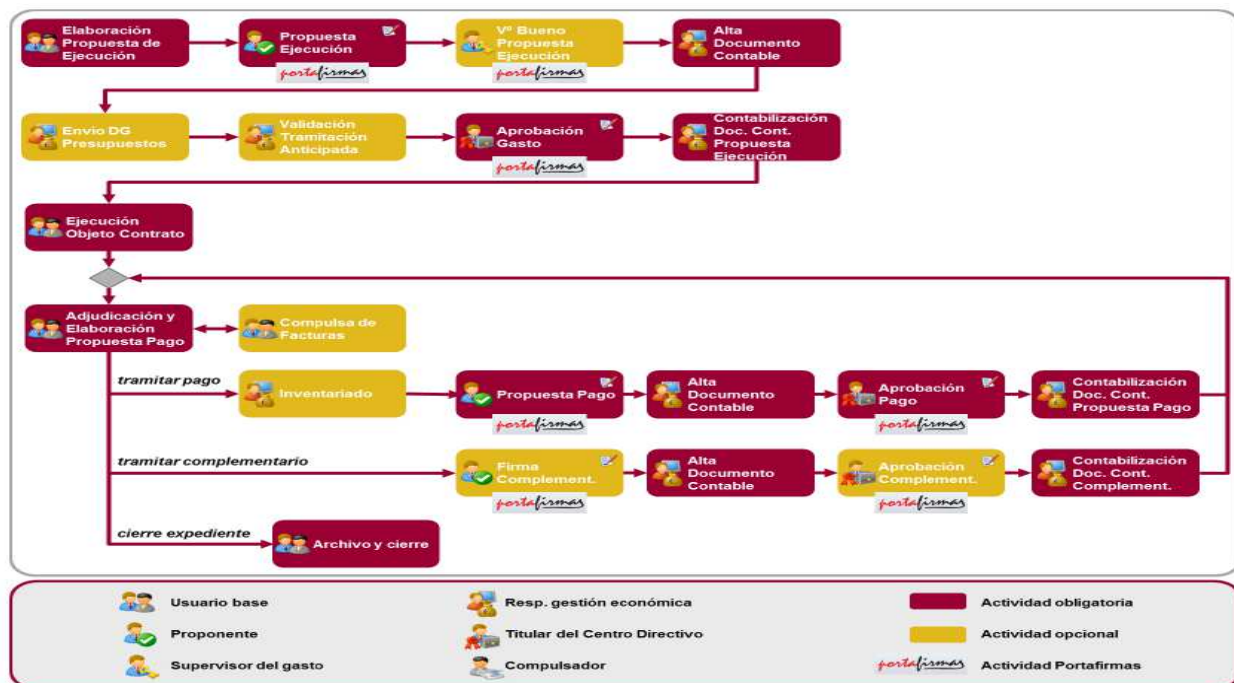 Elaboración
Propuesta de
Ejecución
Propuesta
Ejecución
portafirmas
Vº Bueno
Propuesta
Ejecución
portafirmas
Alta
Documento
Contable
Envio DG
Presupuestos
Validación
Tramitación
Anticipada
Aprobación
Gasto
portafirmas
Contabilización
Doc. Cont.
Propuesta
Ejecución
Ejecución
Objeto Contrato
Adjudicación y
Elaboración
Propuesta Pago
Compulsa de
Facturas
tramitar pago
Inventariado
Propuesta Pago
portafirmas
Alta
Documento
Contable
Aprobación
Pago
portafirmas
Contabilización
Doc. Cont.
Propuesta Pago
tramitar complementario
Firma
Complement.
portafirmas
Alta
Documento
Contable
Aprobación
Complement.
portafirmas
Contabilización
Doc. Cont.
Complement.
cierre expediente
Archivo y cierre
Usuario base
Resp. gestión económica
Actividad obligatoria
Proponente
Titular del Centro Directivo
Actividad opcional
Supervisor del gasto
Compulsador
portafirmas
Actividad Portafirmas